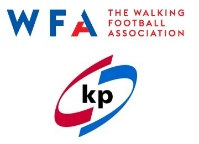 WFA THE WALKING
FOOTBALL
ASSOCIATION
kp